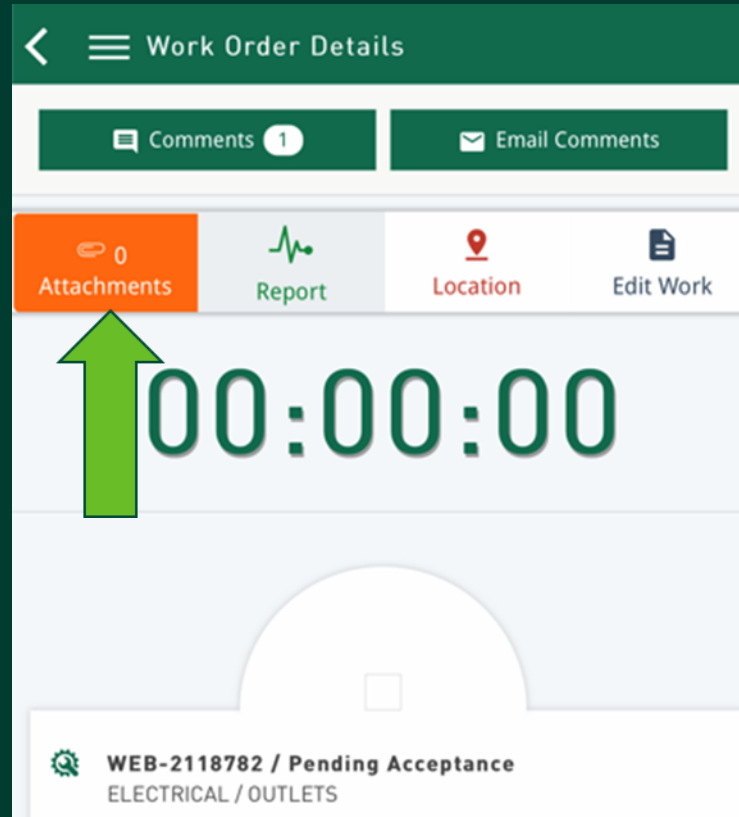 Work Order Details
Comments 1
Email Comments
0
Attachments
Report
Location
Edit Work
00:00:00
WEB-2118782 / Pending Acceptance
ELECTRICAL / OUTLETS